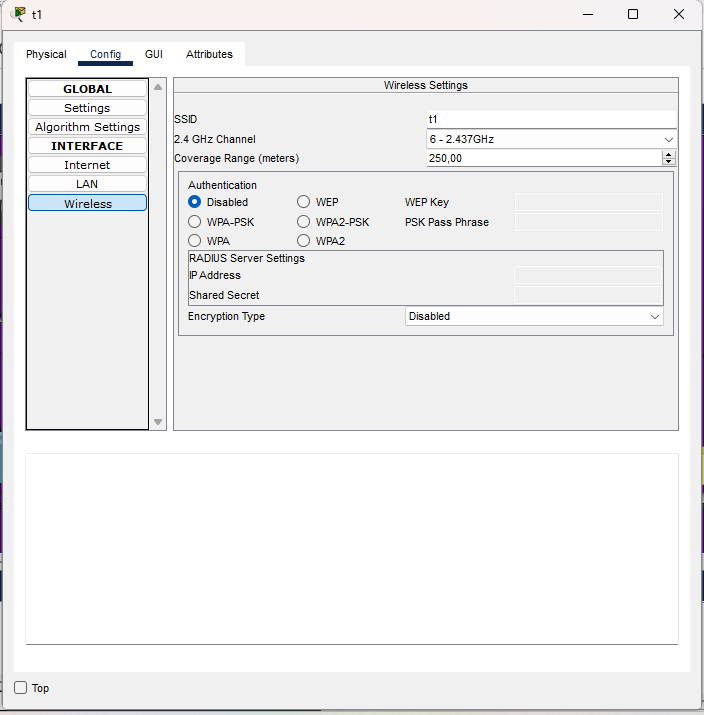 t1
Physical Config GUI Attributes
GLOBAL
Settings
Algorithm Settings
INTERFACE
Internet
LAN
Wireless
Wireless Settings
SSID t1
2.4 GHz Channel 6 - 2.437GHz
Coverage Range (meters) 250,00
Authentication
Disabled WEP WEP Key
WPA-PSK WPA2-PSK PSK Pass Phrase
WPA WPA2
RADIUS Server Settings
IP Address
Shared Secret
Encryption Type Disabled
Top